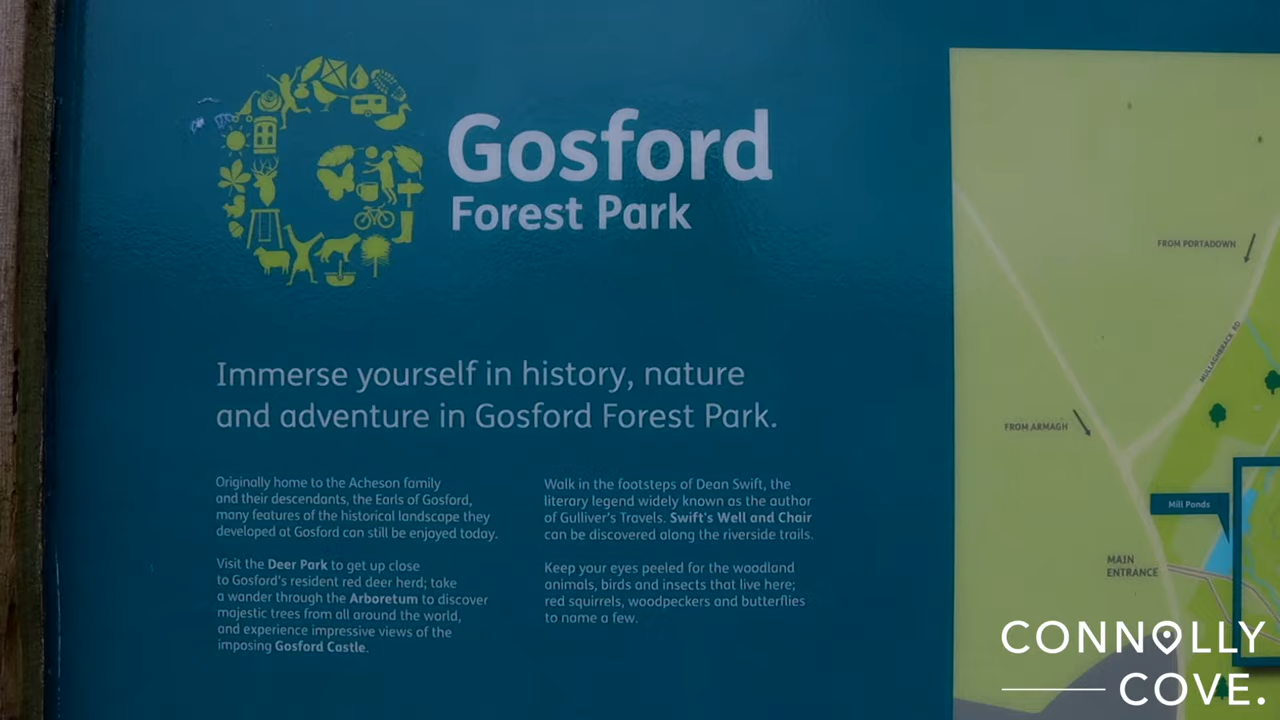 Gosford
Forest Park
Immerse yourself in history, nature
and adventure in Gosford Forest Park.
Originally home to the Acheson family
and their descendants, the Earls of Gosford,
many features of the historical landscape they
developed at Gosford can still be enjoyed today.
Visit the Deer Park to get up close
to Gosford's resident red deer herd; take
a wander through the Arboretum to discover
majestic trees from all around the world,
and experience impressive views of the
imposing Gosford Castle.
Walk in the footsteps of Dean Swift, the
literary legend widely known as the author
of Gulliver's Travels. Swift's Well and Chair
can be discovered along the riverside trails.
Keep your eyes peeled for the woodland
animals, birds and insects that live here;
red squirrels, woodpeckers and butterflies
to name a few.
FROM PORTADOWN
MULLAGHBRACK RD
FROM ARMAGH
Mill Ponds
MAIN
ENTRANCE
CONNOLLY
COVE.